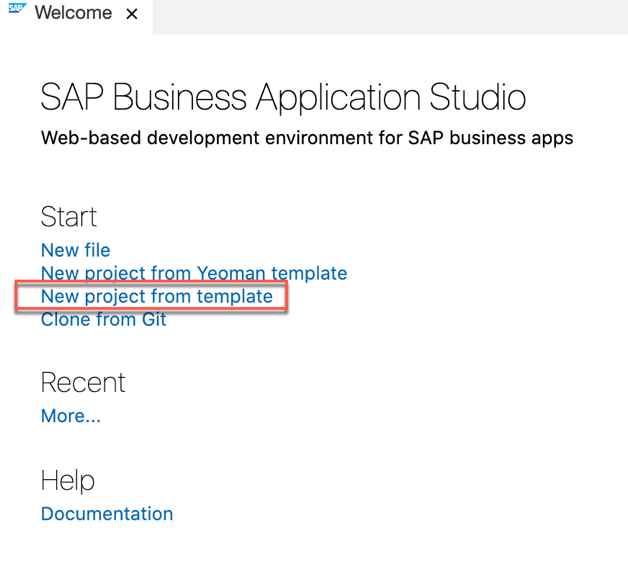 SAP Welcome ×
SAP Business Application Studio
Web-based development environment for SAP business apps
Start
New file
New project from Yeoman template
New project from template
Clone from Git
Recent
More...
Help
Documentation